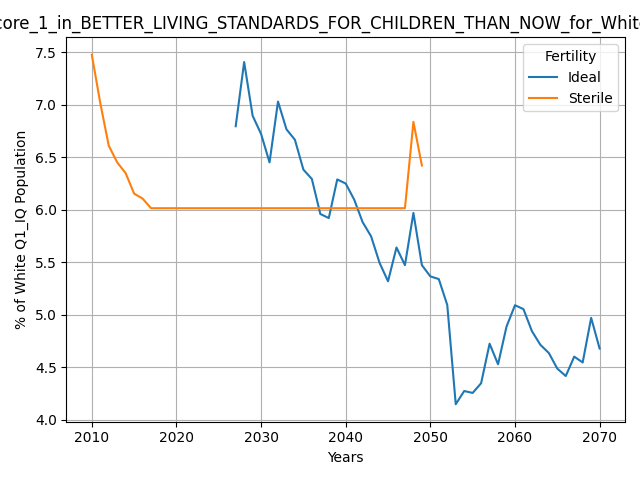 core_1_in_BETTER_LIVING_STANDARDS_FOR_CHILDREN_THAN_NOW_for_White
Fertility
Ideal
Sterile
% of White Q1_IQ Population
7.5
7.0
6.5
6.0
5.5
5.0
4.5
4.0
2010 2020 2030 2040 2050 2060 2070
Years